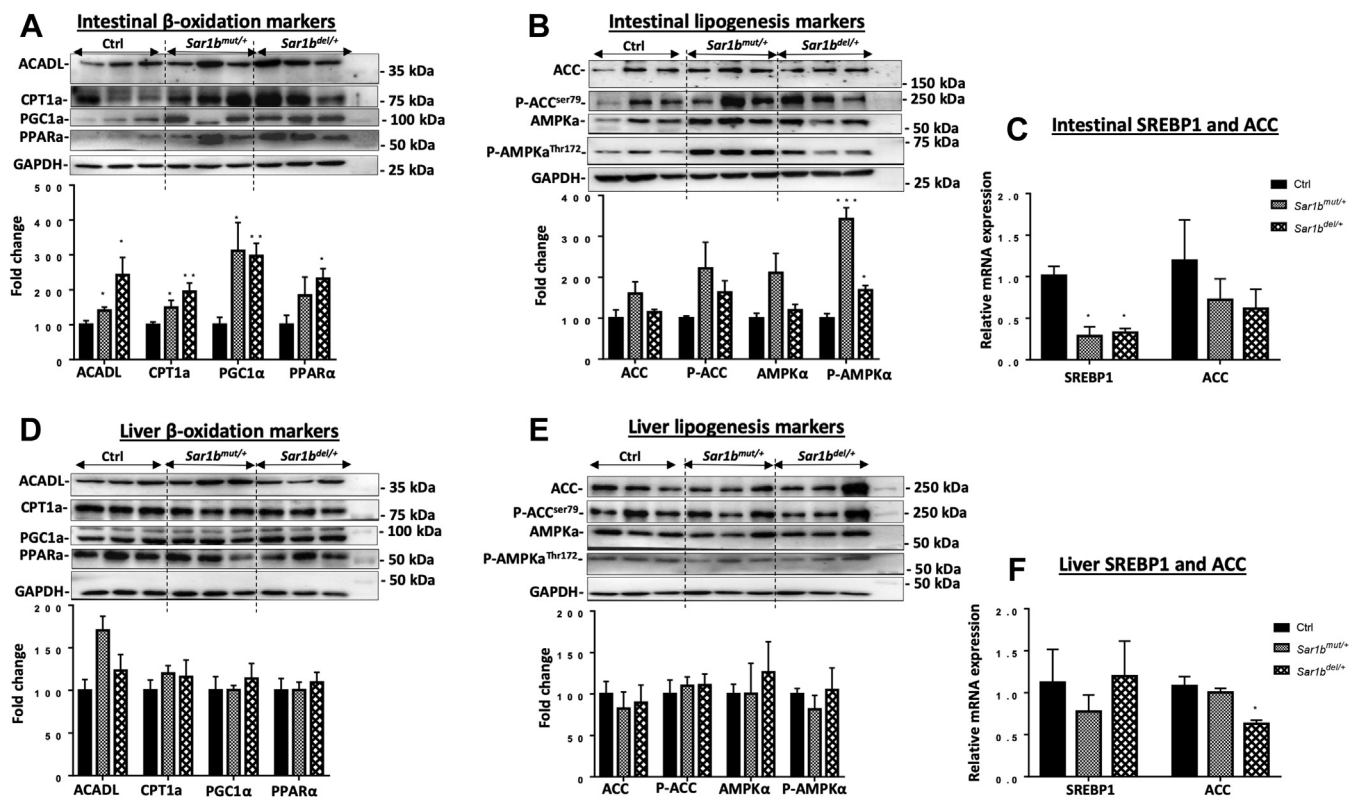 A
Intestinal β-oxidation markers
Ctrl Sar1b^mut/+ Sar1b^del/+
ACADL-
- 35 kDa
CPT1a-
- 75 kDa
PGC1a-
- 100 kDa
PPARa-
- 50 kDa
GAPDH-
- 25 kDa
Fold change
500
400
300
200
100
0
* *
* **
* **
*
ACADL CPT1a PGC1α PPARα
B
Intestinal lipogenesis markers
Ctrl Sar1b^mut/+ Sar1b^del/+
ACC-
- 150 kDa
P-ACC^ser79-
- 250 kDa
AMPKa-
- 50 kDa
- 75 kDa
P-AMPKa^Thr172-
GAPDH-
- 25 kDa
Fold change
400
300
200
100
0
*** *
ACC P-ACC AMPKα P-AMPKα
C
Intestinal SREBP1 and ACC
Relative mRNA expression
2.0
1.5
1.0
0.5
0.0
* *
SREBP1 ACC
Ctrl
Sar1b^mut/+
Sar1b^del/+
D
Liver β-oxidation markers
Ctrl Sar1b^mut/+ Sar1b^del/+
ACADL-
- 35 kDa
CPT1a-
- 75 kDa
- 100 kDa
PGC1a-
PPARa-
- 50 kDa
- 50 kDa
GAPDH-
Fold change
200
150
100
50
0
ACADL CPT1a PGC1α PPARα
E
Liver lipogenesis markers
Ctrl Sar1b^mut/+ Sar1b^del/+
ACC-
- 250 kDa
P-ACC^ser79-
- 250 kDa
AMPKa-
- 50 kDa
P-AMPKa^Thr172-
- 50 kDa
GAPDH-
Fold change
200
150
100
50
0
ACC P-ACC AMPKα P-AMPKα
F
Liver SREBP1 and ACC
Relative mRNA expression
2.0
1.5
1.0
0.5
0.0
*
SREBP1 ACC
Ctrl
Sar1b^mut/+
Sar1b^del/+